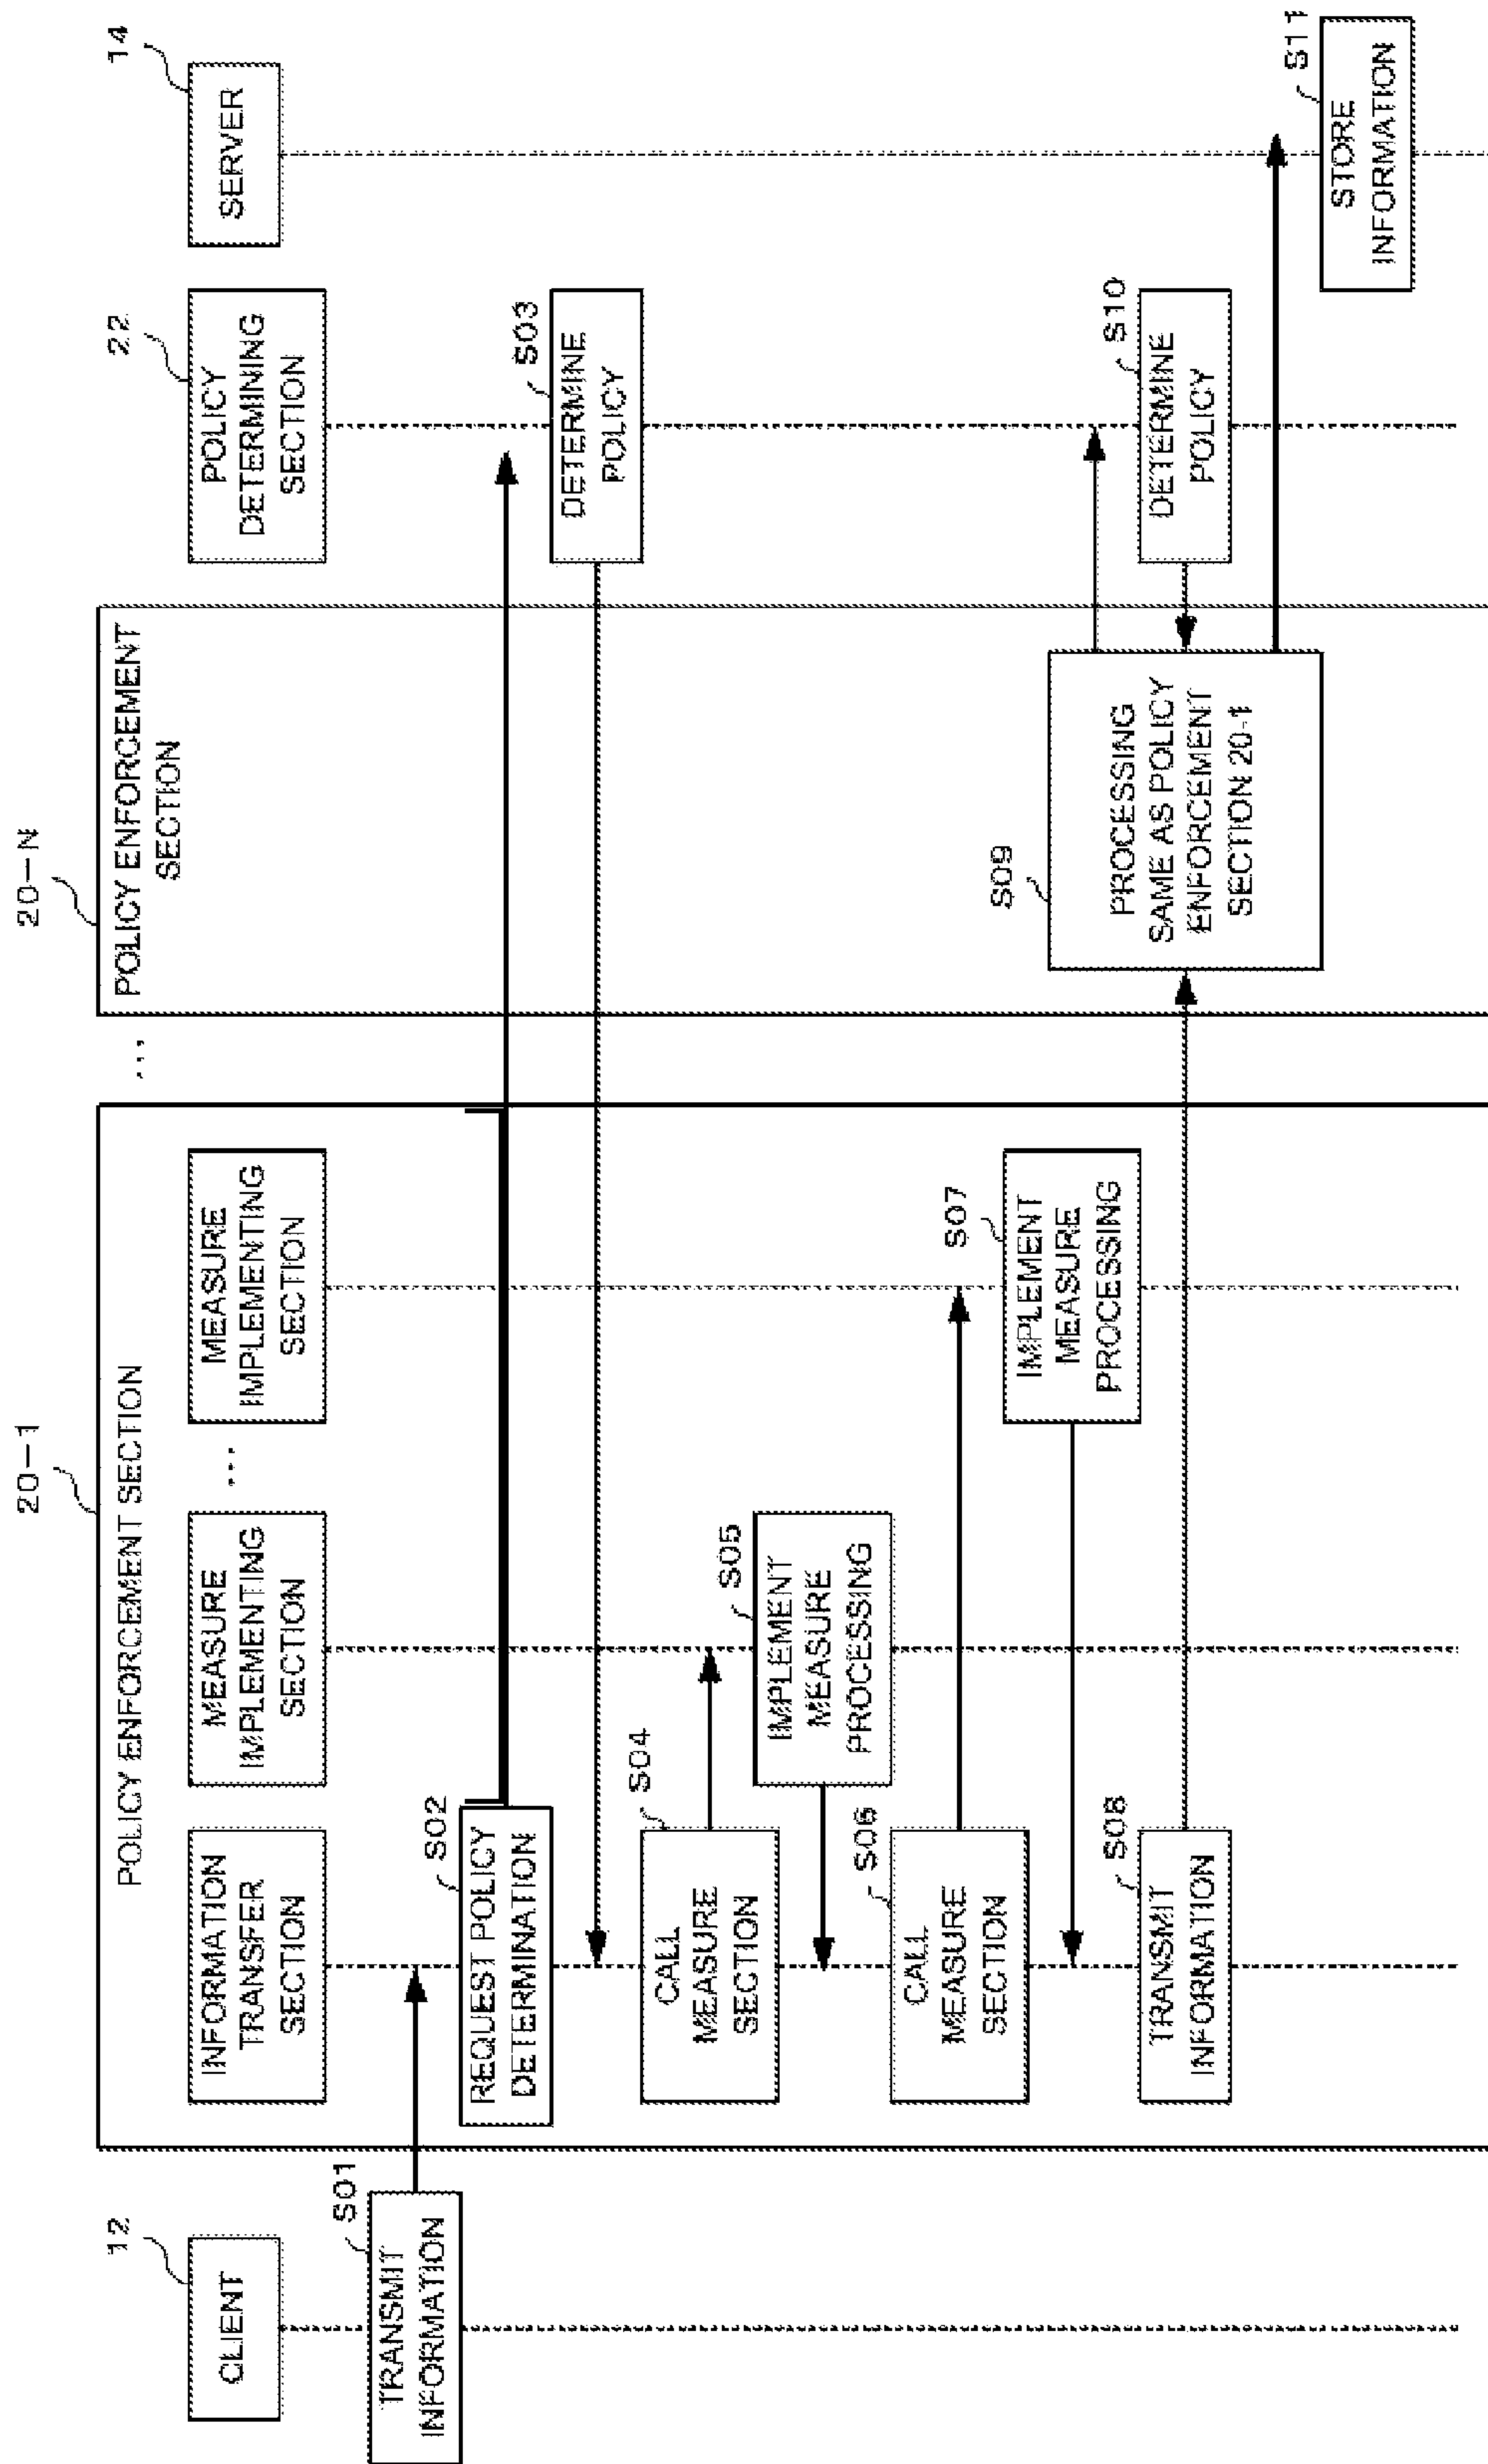 12
CLIENT
S01
TRANSMIT
INFORMATION
20-1
POLICY ENFORCEMENT SECTION
INFORMATION
TRANSFER
SECTION
MEASURE
IMPLEMENTING
SECTION
...
MEASURE
IMPLEMENTING
SECTION
S02
REQUEST POLICY
DETERMINATION
S04
CALL
MEASURE
SECTION
S05
IMPLEMENT
MEASURE
PROCESSING
S06
CALL
MEASURE
SECTION
S07
IMPLEMENT
MEASURE
PROCESSING
S08
TRANSMIT
INFORMATION
...
20-N
POLICY ENFORCEMENT
SECTION
S09
PROCESSING
SAME AS POLICY
ENFORCEMENT
SECTION 20-1
22
POLICY
DETERMINING
SECTION
S03
DETERMINE
POLICY
S10
DETERMINE
POLICY
14
SERVER
S11
STORE
INFORMATION